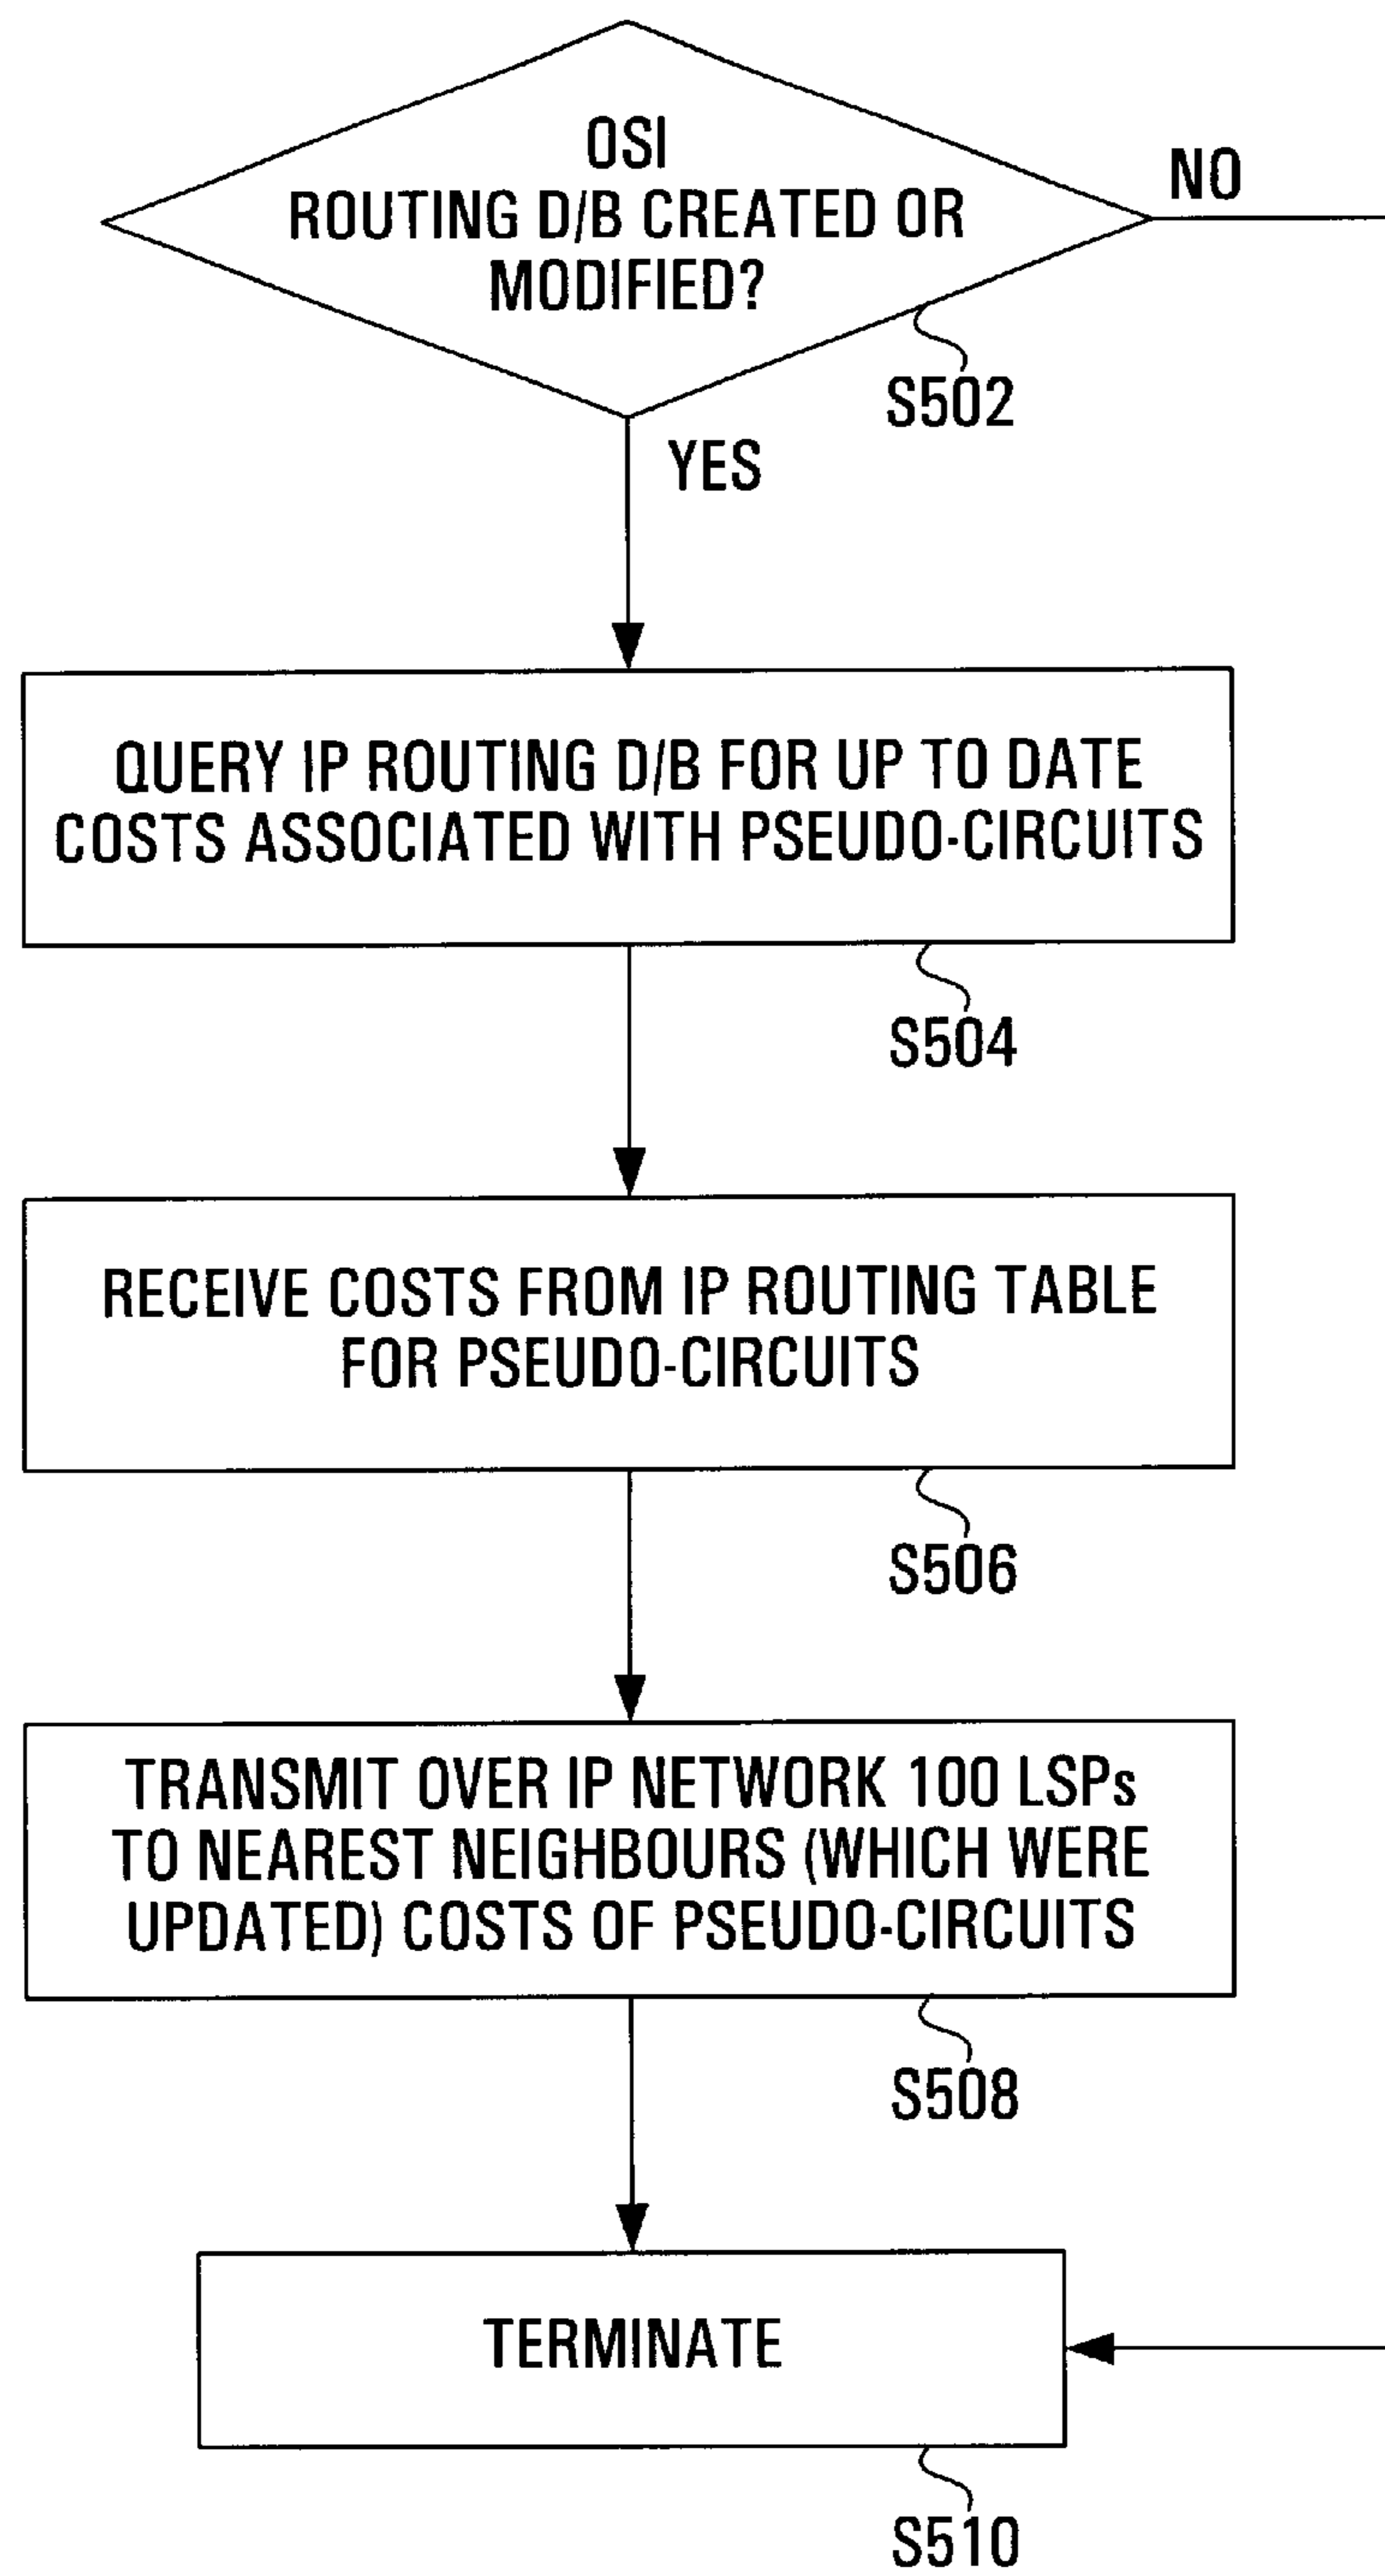 OSI
ROUTING D/B CREATED OR
MODIFIED?
NO
S502
YES
QUERY IP ROUTING D/B FOR UP TO DATE
COSTS ASSOCIATED WITH PSEUDO-CIRCUITS
S504
RECEIVE COSTS FROM IP ROUTING TABLE
FOR PSEUDO-CIRCUITS
S506
TRANSMIT OVER IP NETWORK 100 LSPs
TO NEAREST NEIGHBOURS (WHICH WERE
UPDATED) COSTS OF PSEUDO-CIRCUITS
S508
TERMINATE
S510